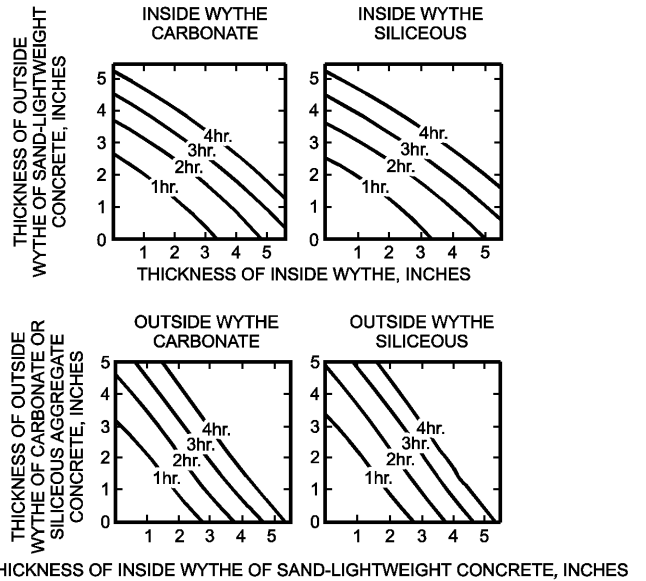 INSIDE WYTHE
CARBONATE
INSIDE WYTHE
SILICEOUS
THICKNESS OF OUTSIDE
WYTHE OF SAND-LIGHTWEIGHT
CONCRETE, INCHES
5
4
3
2
1
0
4hr.
3hr.
2hr.
1hr.
1 2 3 4 5
5
4
3
2
1
0
4hr.
3hr.
2hr.
1hr.
1 2 3 4 5
THICKNESS OF INSIDE WYTHE, INCHES
OUTSIDE WYTHE
CARBONATE
OUTSIDE WYTHE
SILICEOUS
THICKNESS OF OUTSIDE
WYTHE OF CARBONATE OR
SILICEOUS AGGREGATE
CONCRETE, INCHES
5
4
3
2
1
0
4hr.
3hr.
2hr.
1hr.
1 2 3 4 5
5
4
3
2
1
0
4hr.
3hr.
2hr.
1hr.
1 2 3 4 5
HICKNESS OF INSIDE WYTHE OF SAND-LIGHTWEIGHT CONCRETE, INCHES